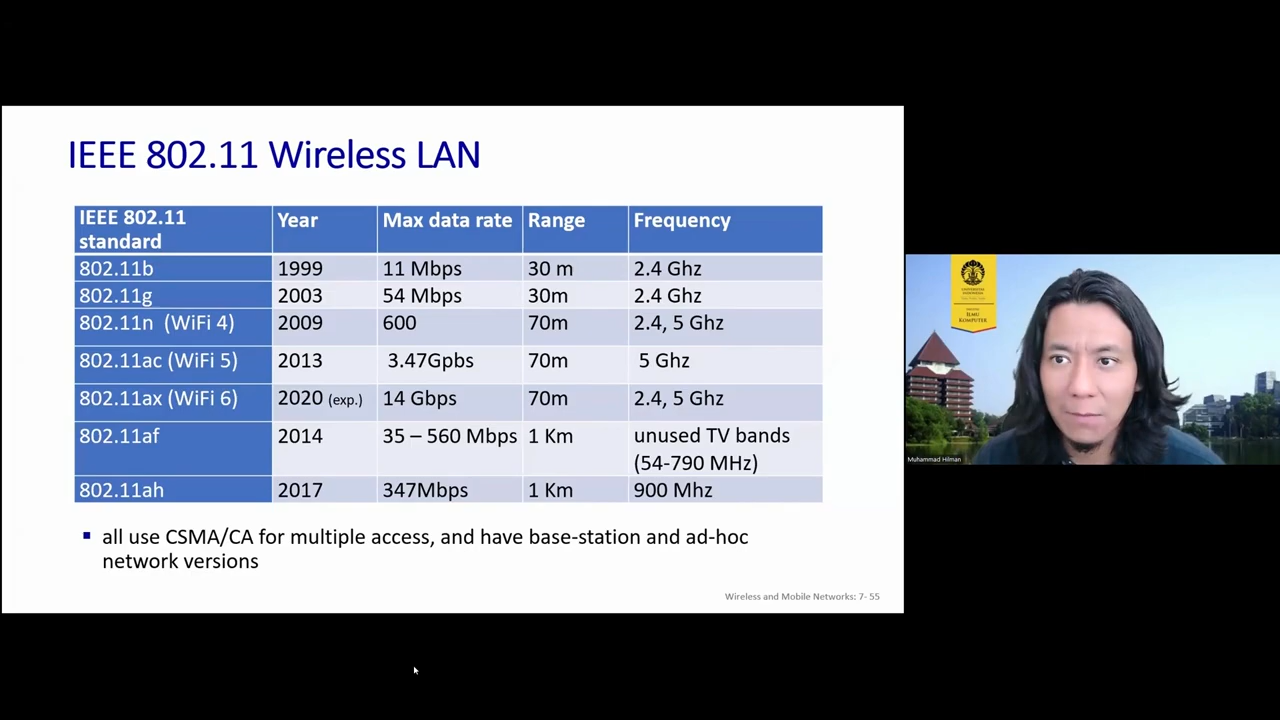 IEEE 802.11 Wireless LAN
IEEE 802.11 standard Year Max data rate Range Frequency
802.11b 1999 11 Mbps 30 m 2.4 Ghz
802.11g 2003 54 Mbps 30m 2.4 Ghz
802.11n (WiFi 4) 2009 600 70m 2.4, 5 Ghz
802.11ac (WiFi 5) 2013 3.47Gpbs 70m 5 Ghz
802.11ax (WiFi 6) 2020 (exp.) 14 Gbps 70m 2.4, 5 Ghz
802.11af 2014 35 – 560 Mbps 1 Km unused TV bands (54-790 MHz)
802.11ah 2017 347Mbps 1 Km 900 Mhz
▪ all use CSMA/CA for multiple access, and have base-station and ad-hoc
network versions
Wireless and Mobile Networks: 7- 55
UNIVERSITAS
INDONESIA
ILMU
KOMPUTER
Muhammad Hilman